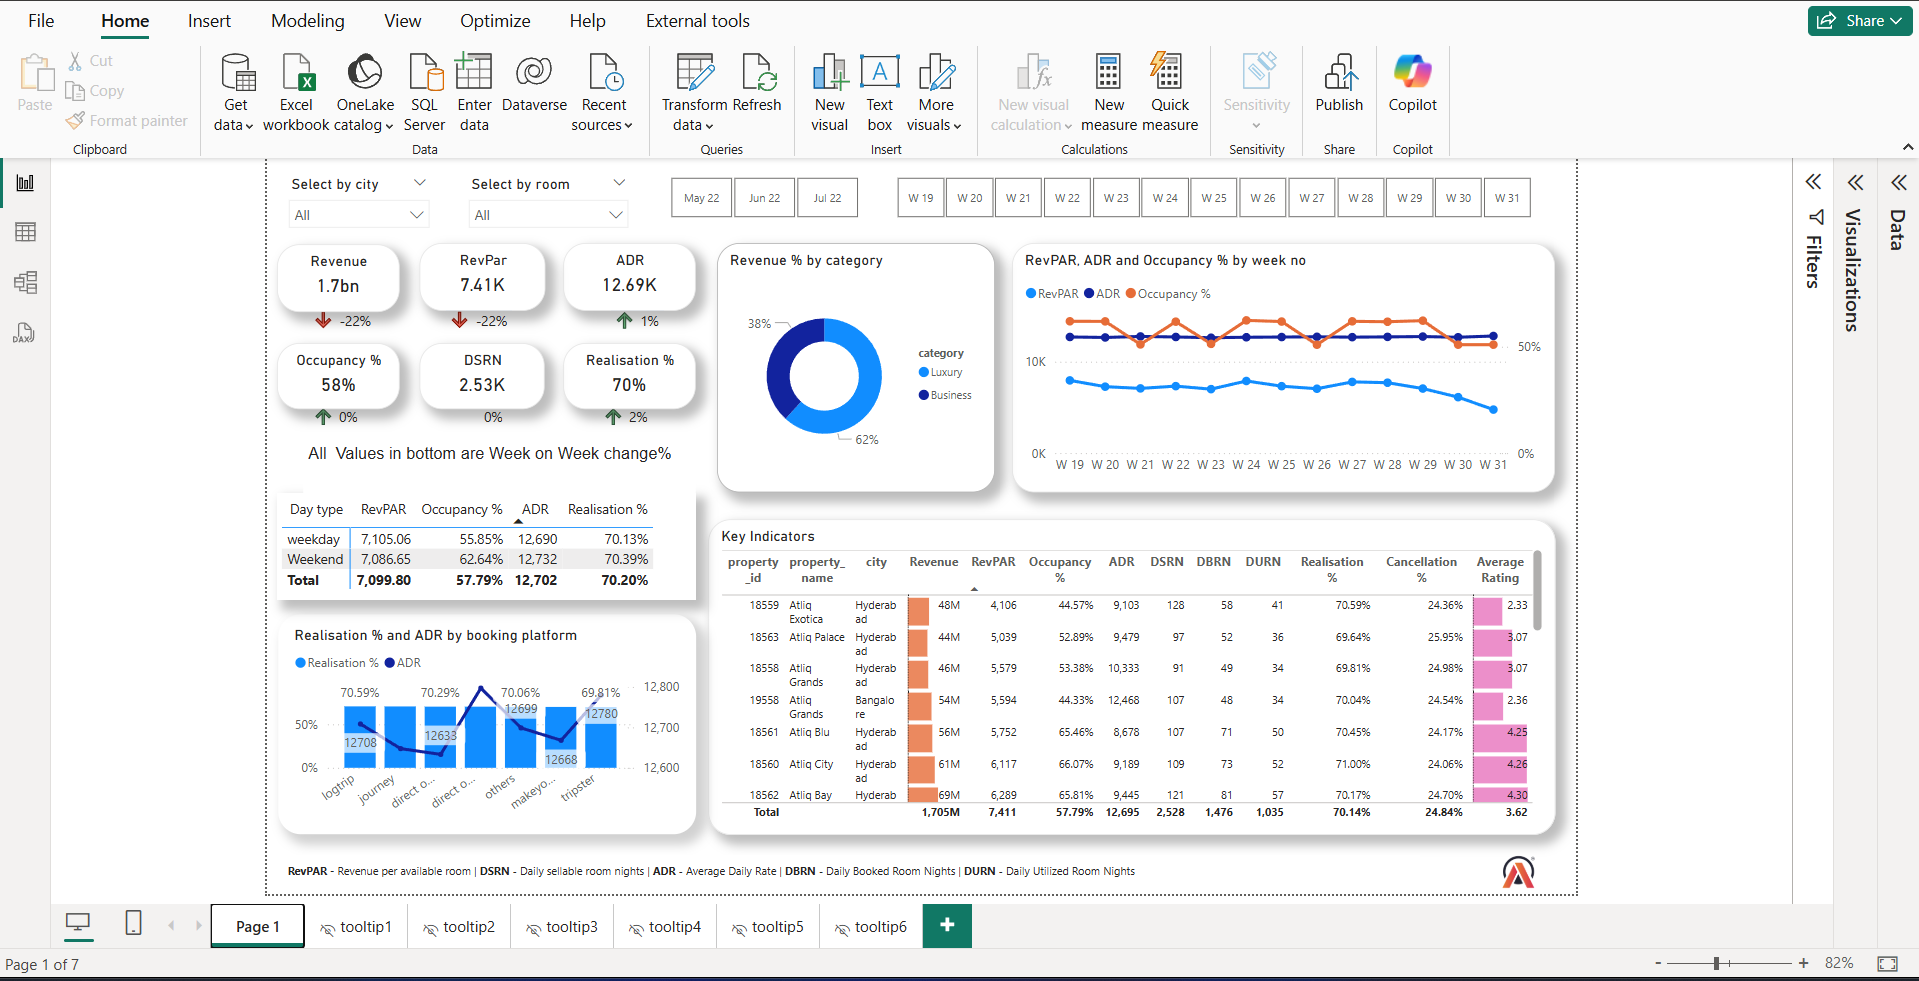 File Home Insert Modeling View Optimize Help External tools Share
Paste Cut
Copy
Format painter
Clipboard
Get data
Excel workbook
OneLake catalog
SQL Server
Enter data
Dataverse
Recent sources
Data
Transform data
Refresh
Queries
New visual
Text box
More visuals
Insert
New visual calculation
New measure
Quick measure
Calculations
Sensitivity
Sensitivity
Publish
Share
Copilot
Copilot
DAX
Select by city
All
Select by room
All
May 22 Jun 22 Jul 22
W 19 W 20 W 21 W 22 W 23 W 24 W 25 W 26 W 27 W 28 W 29 W 30 W 31
Revenue
1.7bn
-22%
RevPar
7.41K
-22%
ADR
12.69K
1%
Occupancy %
58%
0%
DSRN
2.53K
0%
Realisation %
70%
2%
All Values in bottom are Week on Week change%
Revenue % by category
38%
62%
category
Luxury
Business
RevPAR, ADR and Occupancy % by week no
RevPAR ADR Occupancy %
10K
0K
50%
0%
W 19 W 20 W 21 W 22 W 23 W 24 W 25 W 26 W 27 W 28 W 29 W 30 W 31
Day type RevPAR Occupancy % ADR Realisation %
weekday 7,105.06 55.85% 12,690 70.13%
Weekend 7,086.65 62.64% 12,732 70.39%
Total 7,099.80 57.79% 12,702 70.20%
Realisation % and ADR by booking platform
Realisation % ADR
70.59% 70.29% 70.06% 69.81%
12708 12633 12699 12668 12780
50%
0%
12,800
12,700
12,600
logtrip journey direct o... direct o... others makeyo... tripster
Key Indicators
property_id property_name city Revenue RevPAR Occupancy % ADR DSRN DBRN DURN Realisation % Cancellation % Average Rating
18559 Atliq Exotica Hyderabad 48M 4,106 44.57% 9,103 128 58 41 70.59% 24.36% 2.33
18563 Atliq Palace Hyderabad 44M 5,039 52.89% 9,479 97 52 36 69.64% 25.95% 3.07
18558 Atliq Grands Hyderabad 46M 5,579 53.38% 10,333 91 49 34 69.81% 24.98% 3.07
19558 Atliq Grands Bangalore 54M 5,594 44.33% 12,468 107 48 34 70.04% 24.54% 2.36
18561 Atliq Blu Hyderabad 56M 5,752 65.46% 8,678 107 71 50 70.45% 24.17% 4.25
18560 Atliq City Hyderabad 61M 6,117 66.07% 9,189 109 73 52 71.00% 24.06% 4.26
18562 Atliq Bay Hyderab 69M 6,289 65.81% 9,445 121 81 57 70.17% 24.70% 4.30
Total 1,705M 7,411 57.79% 12,695 2,528 1,476 1,035 70.14% 24.84% 3.62
RevPAR - Revenue per available room | DSRN - Daily sellable room nights | ADR - Average Daily Rate | DBRN - Daily Booked Room Nights | DURN - Daily Utilized Room Nights
Filters
Visualizations
Data
Page 1 tooltip1 tooltip2 tooltip3 tooltip4 tooltip5 tooltip6 +
Page 1 of 7
- + 82%